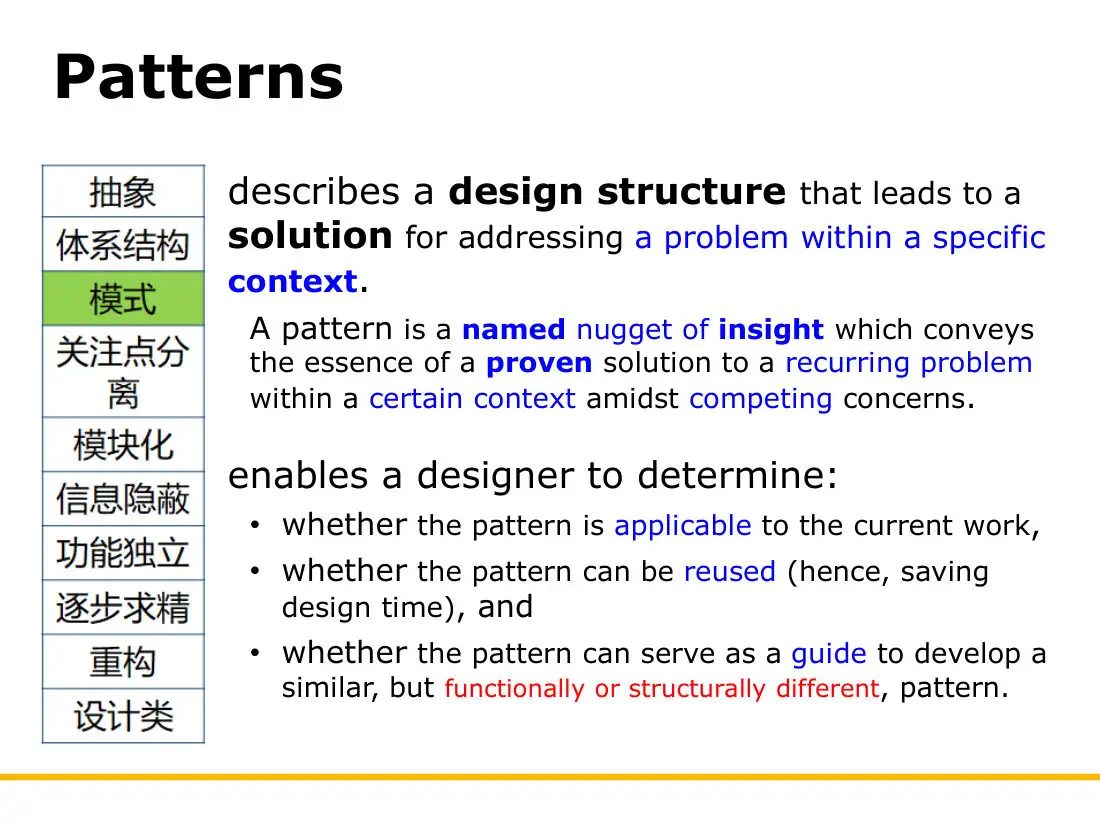 Patterns
抽象
体系结构
模式
关注点分
离
模块化
信息隐蔽
功能独立
逐步求精
重构
设计类
describes a design structure that leads to a
solution for addressing a problem within a specific
context.
A pattern is a named nugget of insight which conveys
the essence of a proven solution to a recurring problem
within a certain context amidst competing concerns.
enables a designer to determine:
• whether the pattern is applicable to the current work,
• whether the pattern can be reused (hence, saving
design time), and
• whether the pattern can serve as a guide to develop a
similar, but functionally or structurally different, pattern.